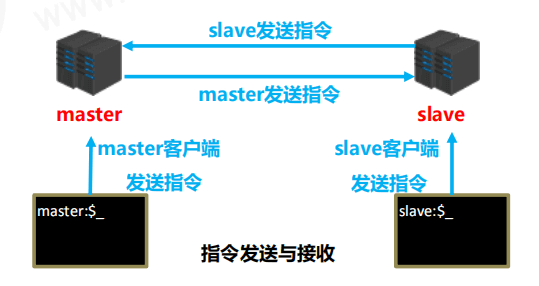 www.
slave发送指令
master发送指令
master
slave
master客户端
发送指令
slave客户端
发送指令
master:$_
slave:$_
指令发送与接收